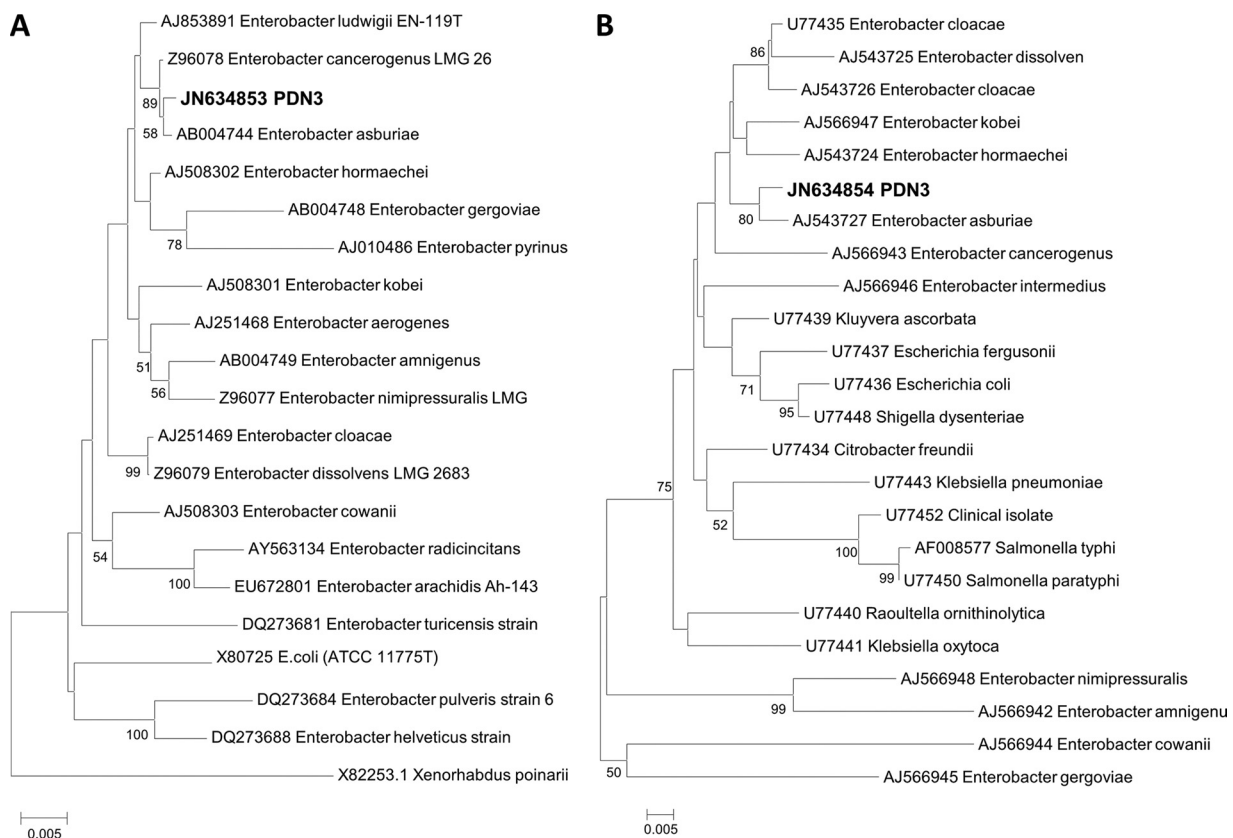 A
AJ853891 Enterobacter ludwigii EN-119T
Z96078 Enterobacter cancerogenus LMG 26
89
JN634853 PDN3
58
AB004744 Enterobacter asburiae
AJ508302 Enterobacter hormaechei
AB004748 Enterobacter gergoviae
78
AJ010486 Enterobacter pyrinus
AJ508301 Enterobacter kobei
AJ251468 Enterobacter aerogenes
51
AB004749 Enterobacter amnigenus
56
Z96077 Enterobacter nimipressuralis LMG
AJ251469 Enterobacter cloacae
99
Z96079 Enterobacter dissolvens LMG 2683
AJ508303 Enterobacter cowanii
54
AY563134 Enterobacter radicincitans
100
EU672801 Enterobacter arachidis Ah-143
DQ273681 Enterobacter turicensis strain
X80725 E.coli (ATCC 11775T)
DQ273684 Enterobacter pulveris strain 6
100
DQ273688 Enterobacter helveticus strain
X82253.1 Xenorhabdus poinarii
0.005
B
U77435 Enterobacter cloacae
86
AJ543725 Enterobacter dissolven
AJ543726 Enterobacter cloacae
AJ566947 Enterobacter kobei
AJ543724 Enterobacter hormaechei
JN634854 PDN3
80
AJ543727 Enterobacter asburiae
AJ566943 Enterobacter cancerogenus
AJ566946 Enterobacter intermedius
U77439 Kluyvera ascorbata
U77437 Escherichia fergusonii
71
U77436 Escherichia coli
95
U77448 Shigella dysenteriae
U77434 Citrobacter freundii
75
U77443 Klebsiella pneumoniae
52
U77452 Clinical isolate
100
AF008577 Salmonella typhi
99
U77450 Salmonella paratyphi
U77440 Raoultella ornithinolytica
U77441 Klebsiella oxytoca
AJ566948 Enterobacter nimipressuralis
99
AJ566942 Enterobacter amnigenu
AJ566944 Enterobacter cowanii
50
AJ566945 Enterobacter gergoviae
0.005